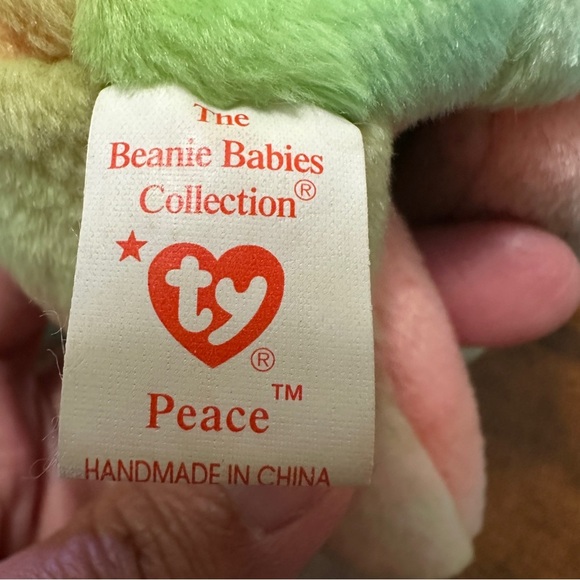 The
Beanie Babies
Collection®
ty®
Peace™
HANDMADE IN CHINA